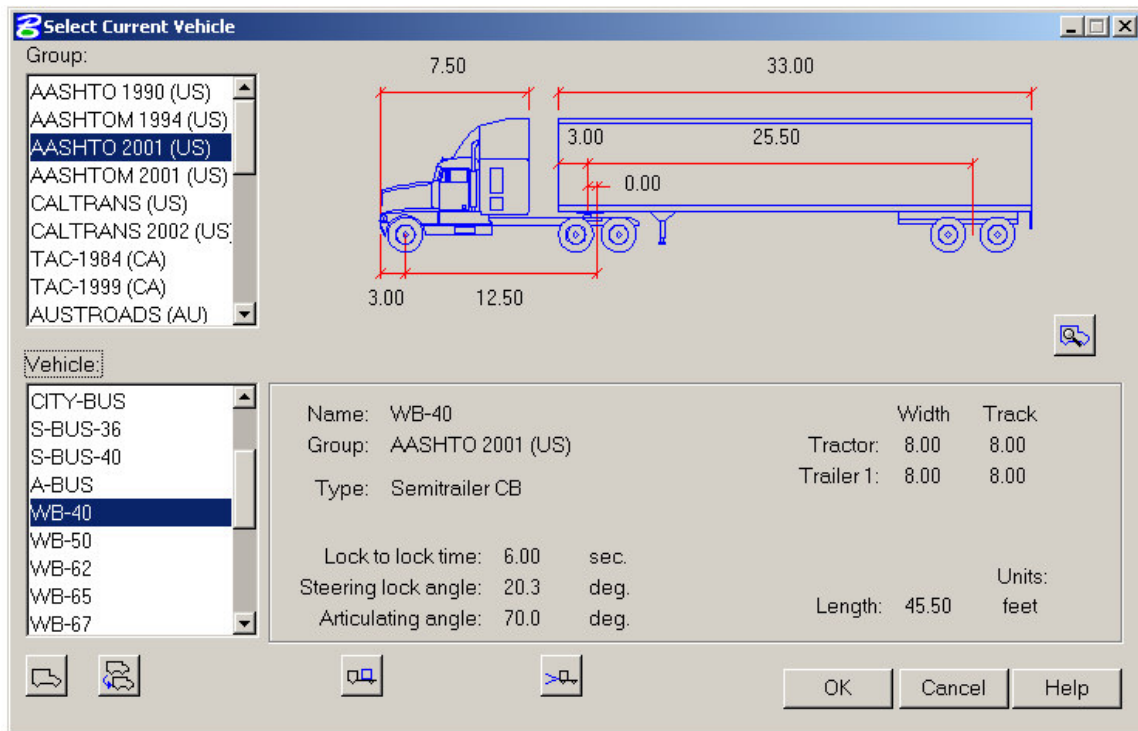 Select Current Vehicle
Group:
AASHTO 1990 (US)
AASHTOM 1994 (US)
AASHTO 2001 (US)
AASHTOM 2001 (US)
CALTRANS (US)
CALTRANS 2002 (US
TAC-1984 (CA)
TAC-1999 (CA)
AUSTROADS (AU)
7.50 33.00
3.00 25.50
0.00
3.00 12.50
Vehicle:
CITY-BUS
S-BUS-36
S-BUS-40
A-BUS
WB-40
WB-50
WB-62
WB-65
WB-67
Name: WB-40
Group: AASHTO 2001 (US)
Type: Semitrailer CB
Width Track
Tractor: 8.00 8.00
Trailer 1: 8.00 8.00
Lock to lock time: 6.00 sec.
Steering lock angle: 20.3 deg.
Articulating angle: 70.0 deg.
Units:
Length: 45.50 feet
OK Cancel Help